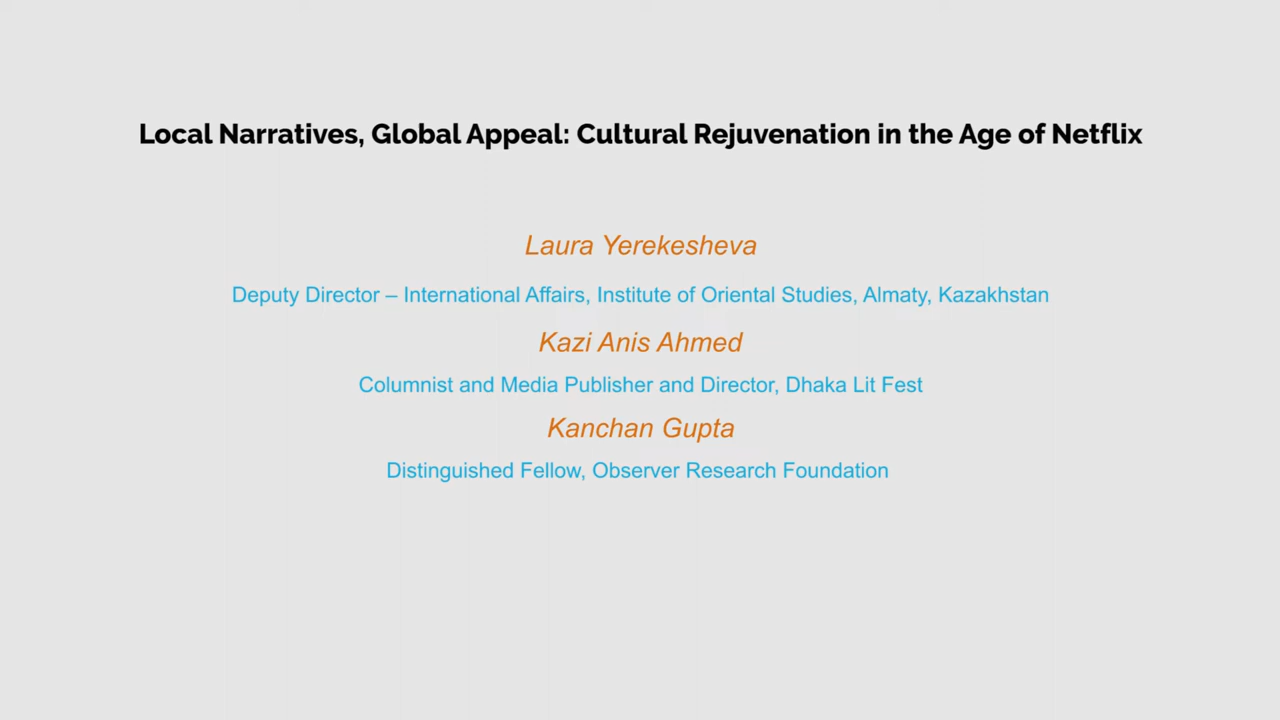 Local Narratives, Global Appeal: Cultural Rejuvenation in the Age of Netflix
Laura Yerekesheva
Deputy Director – International Affairs, Institute of Oriental Studies, Almaty, Kazakhstan
Kazi Anis Ahmed
Columnist and Media Publisher and Director, Dhaka Lit Fest
Kanchan Gupta
Distinguished Fellow, Observer Research Foundation